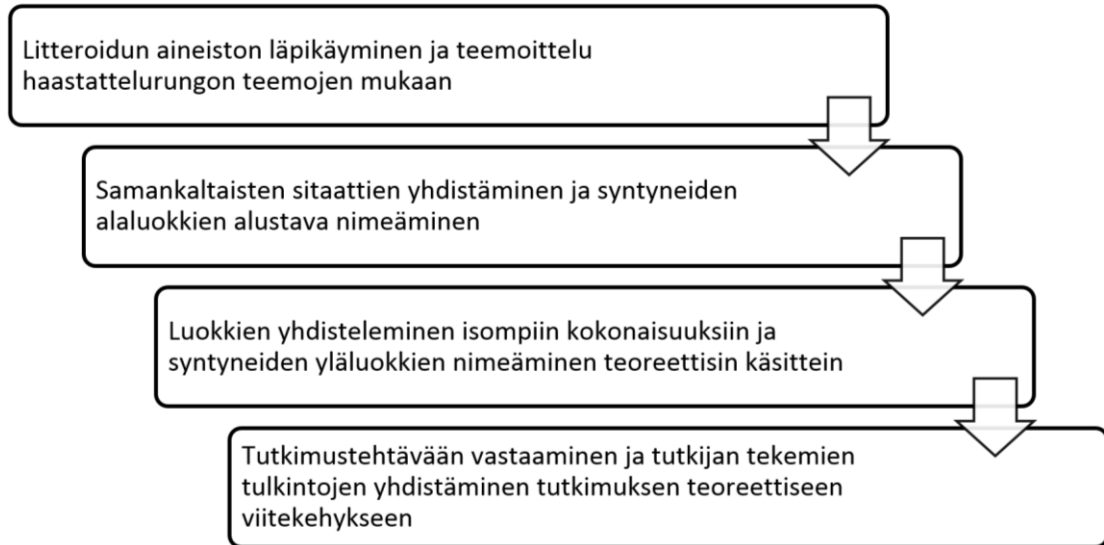 Litteroidun aineiston läpikäyminen ja teemoittelu
haastattelurungon teemojen mukaan
Samankaltaisten sitaattien yhdistäminen ja syntyneiden
alaluokkien alustava nimeäminen
Luokkien yhdisteleminen isompiin kokonaisuuksiin ja
syntyneiden yläluokkien nimeäminen teoreettisin käsittein
Tutkimustehtävään vastaaminen ja tutkijan tekemien
tulkintojen yhdistäminen tutkimuksen teoreettiseen
viitekehykseen